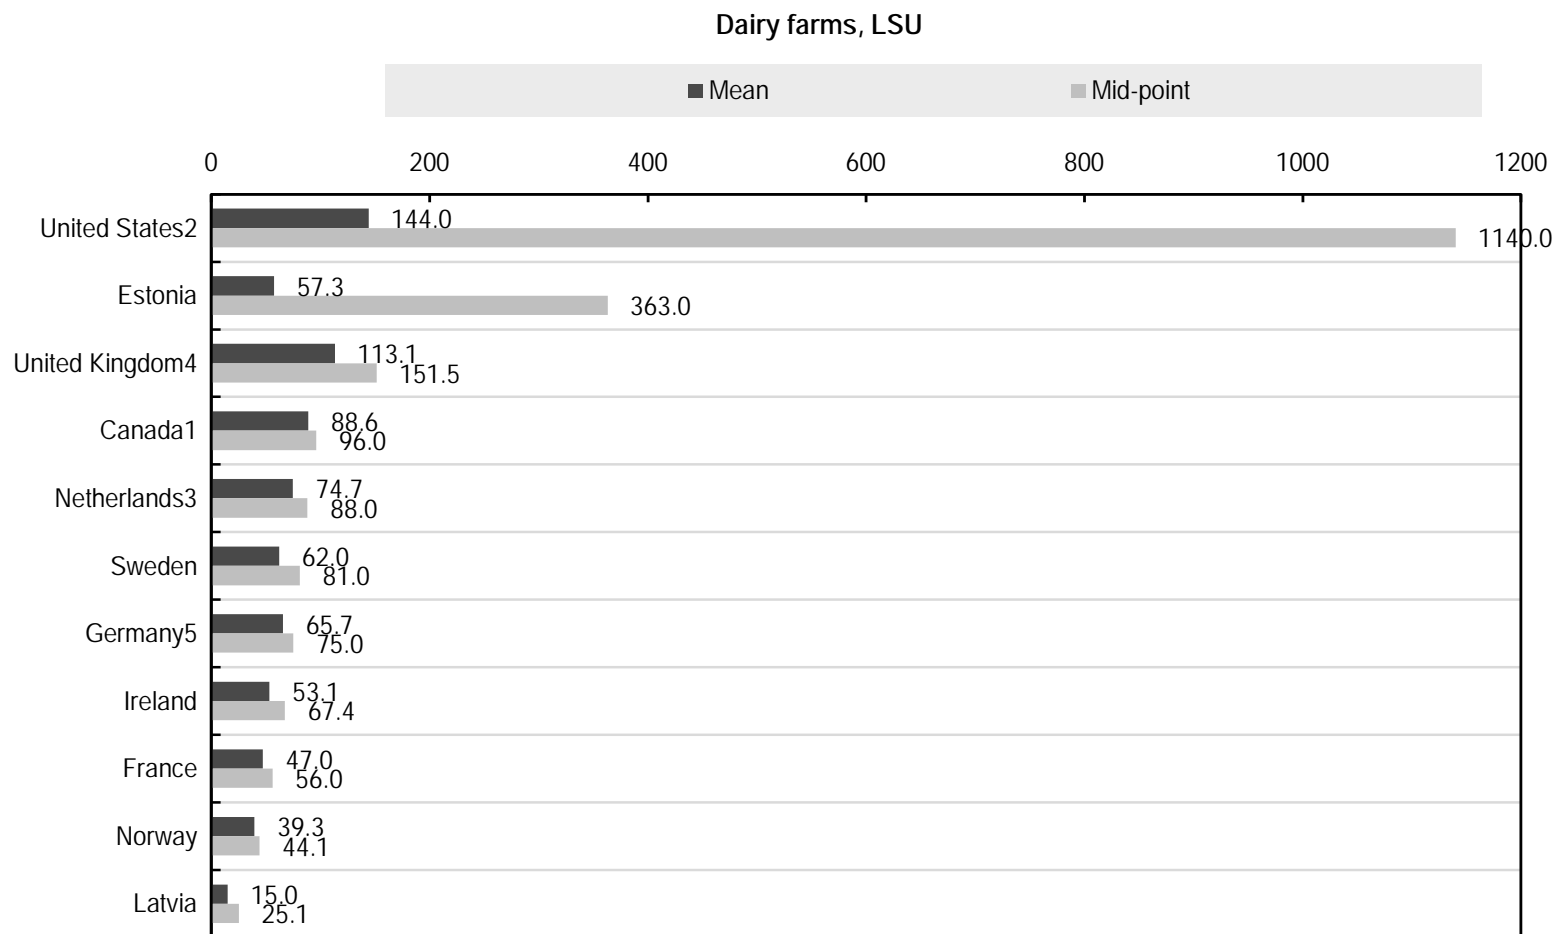 Dairy farms, LSU
Mean Mid-point
0 200 400 600 800 1000 1200
United States2 144.0
1140.0
Estonia 57.3
363.0
United Kingdom4 113.1
151.5
Canada1 88.6
96.0
Netherlands3 74.7
88.0
Sweden 62.0
81.0
Germany5 65.7
75.0
Ireland 53.1
67.4
France 47.0
56.0
Norway 39.3
44.1
Latvia 15.0
25.1